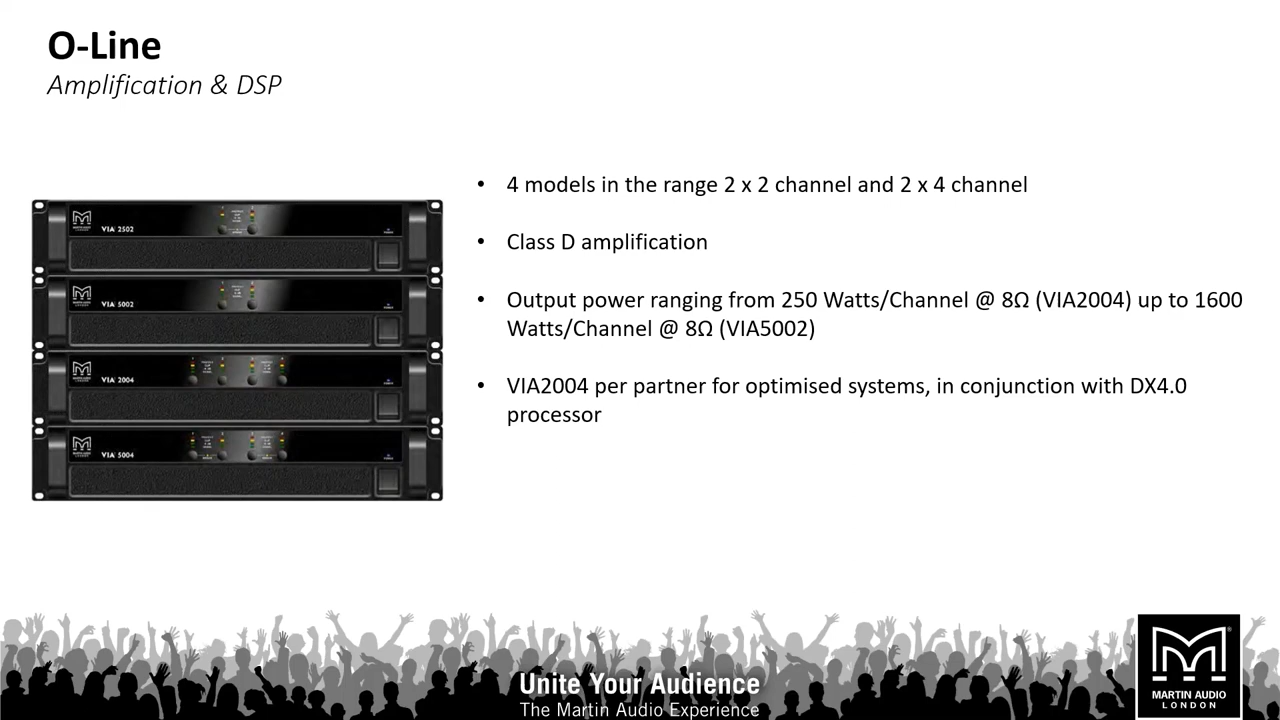 O-Line
Amplification & DSP
• 4 models in the range 2 x 2 channel and 2 x 4 channel
• Class D amplification
• Output power ranging from 250 Watts/Channel @ 8Ω (VIA2004) up to 1600
Watts/Channel @ 8Ω (VIA5002)
• VIA2004 per partner for optimised systems, in conjunction with DX4.0
processor
VIA 2502
VIA 5002
VIA 2004
VIA 5004
Unite Your Audience
The Martin Audio Experience
MARTIN AUDIO
LONDON